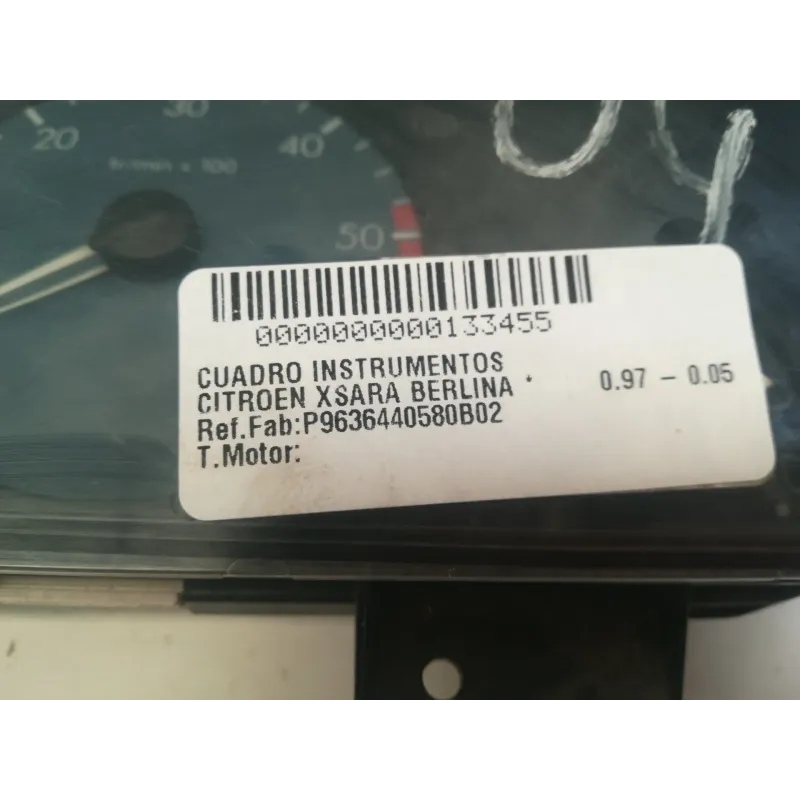 30
20 40
tr/min x 100
50
0000000000133455
CUADRO INSTRUMENTOS
CITROEN XSARA BERLINA * 0.97 - 0.05
Ref.Fab:P9636440580B02
T.Motor: